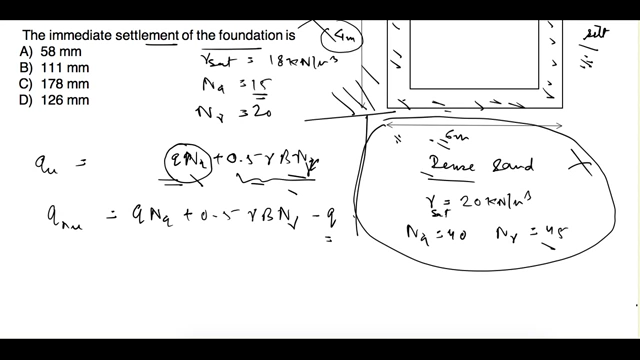 The immediate settlement of the foundation is
A) 58 mm
B) 111 mm
C) 178 mm
D) 126 mm
4m
silt
γsat = 18 kN/m³
Nq = 15
Nγ = 20
6m
Dense Sand
γsat = 20 kN/m³
Nq = 40 Nγ = 45
qu = qNq + 0.5 γ B Nγ
qnu = qNq + 0.5 γ B Nγ - q